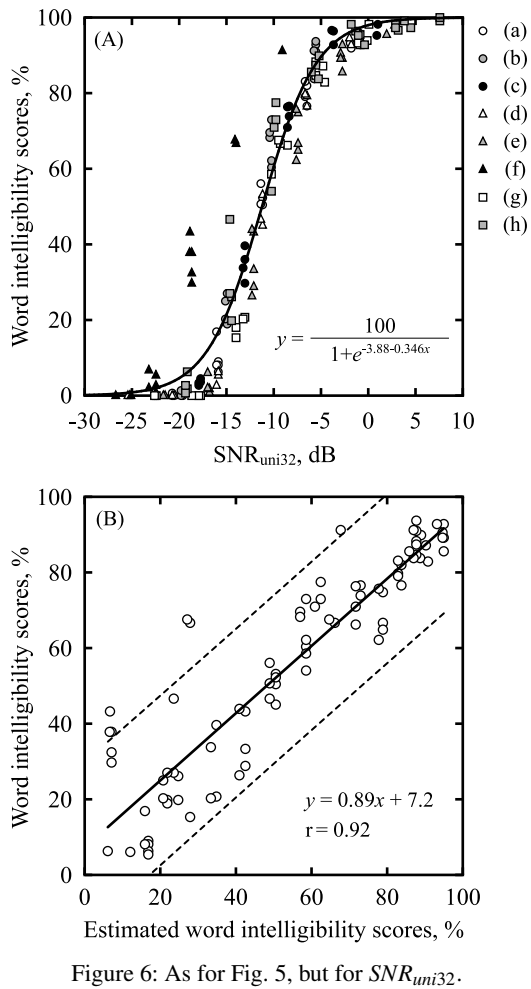 (A)
Word intelligibility scores, %
100
80
60
40
20
0
-30 -25 -20 -15 -10 -5 0 5 10
SNRuni32, dB
y = 100 / 1+e^-3.88-0.346x
(a)
(b)
(c)
(d)
(e)
(f)
(g)
(h)
(B)
Word intelligibility scores, %
100
80
60
40
20
0
0 20 40 60 80 100
Estimated word intelligibility scores, %
y = 0.89x + 7.2
r = 0.92
Figure 6: As for Fig. 5, but for SNRuni32.